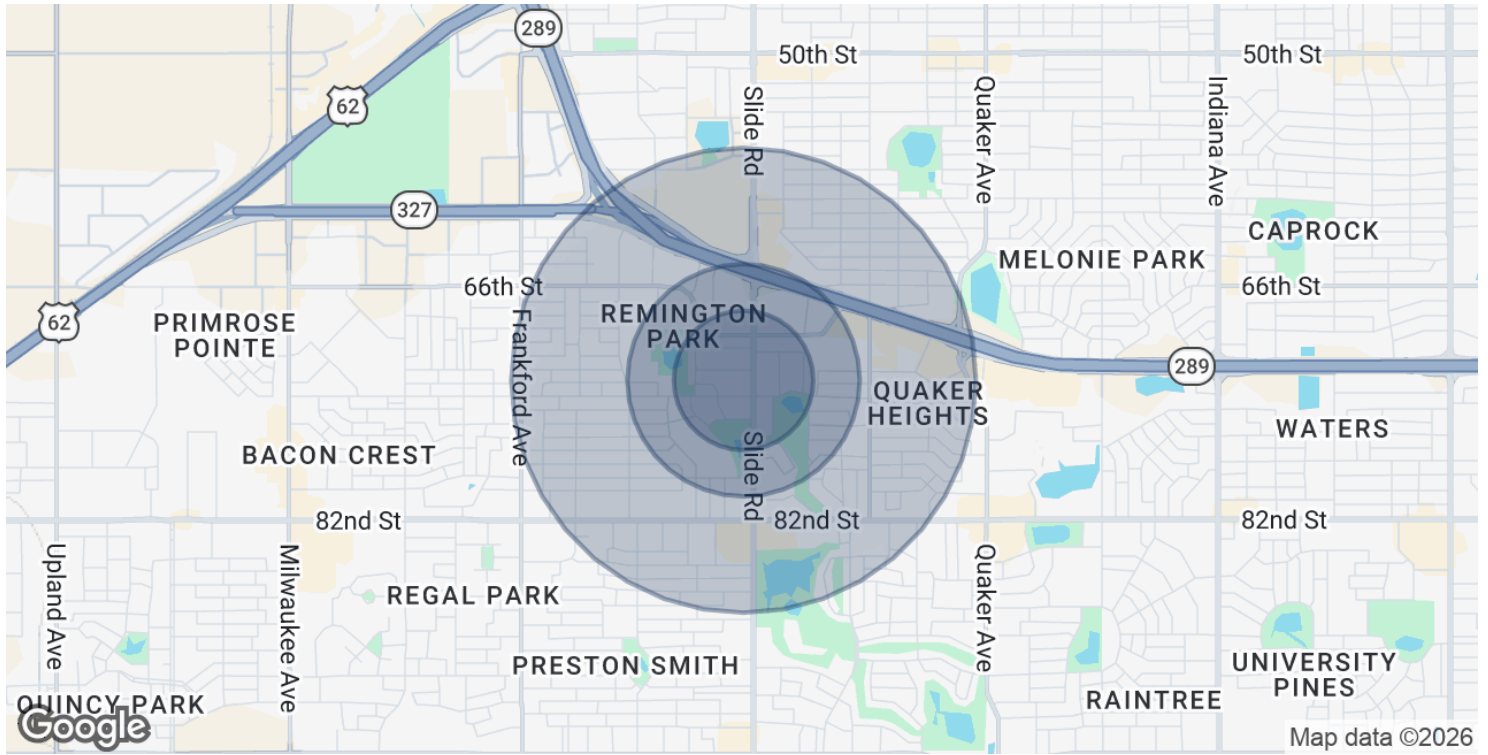 289
50th St
50th St
62
Slide Rd
Quaker Ave
Indiana Ave
327
CAPROCK
MELONIE PARK
66th St
66th St
62
PRIMROSE
POINTE
REMINGTON
PARK
Frankford Ave
289
QUAKER
HEIGHTS
WATERS
BACON CREST
Slide Rd
82nd St
82nd St
82nd St
Upland Ave
Milwaukee Ave
Quaker Ave
REGAL PARK
PRESTON SMITH
UNIVERSITY
PINES
RAINTREE
QUINCY PARK
Google
Map data ©2026